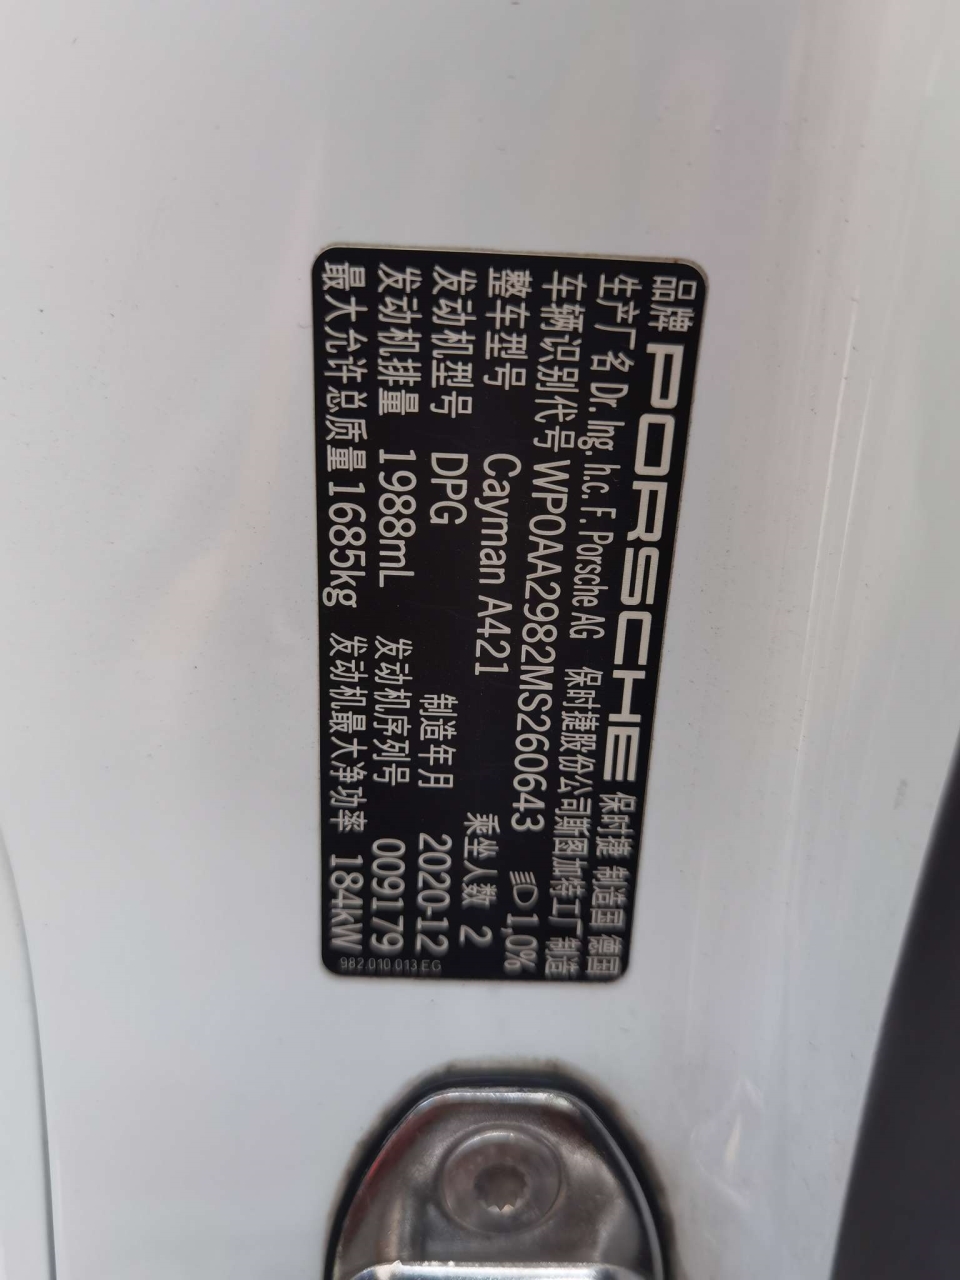 品牌 PORSCHE 保时捷 制造国 德国
生产厂名 Dr. Ing. h.c. F. Porsche AG 保时捷股份公司斯图加特工厂制造
车辆识别代号 WP0AA2982MS260643 1,0%
整车型号 Cayman A421 乘坐人数 2
发动机型号 DPG 制造年月 2020-12
发动机排量 1988mL 发动机序列号 009179
最大允许总质量 1685kg 发动机最大净功率 184kW
982.010.013.EG